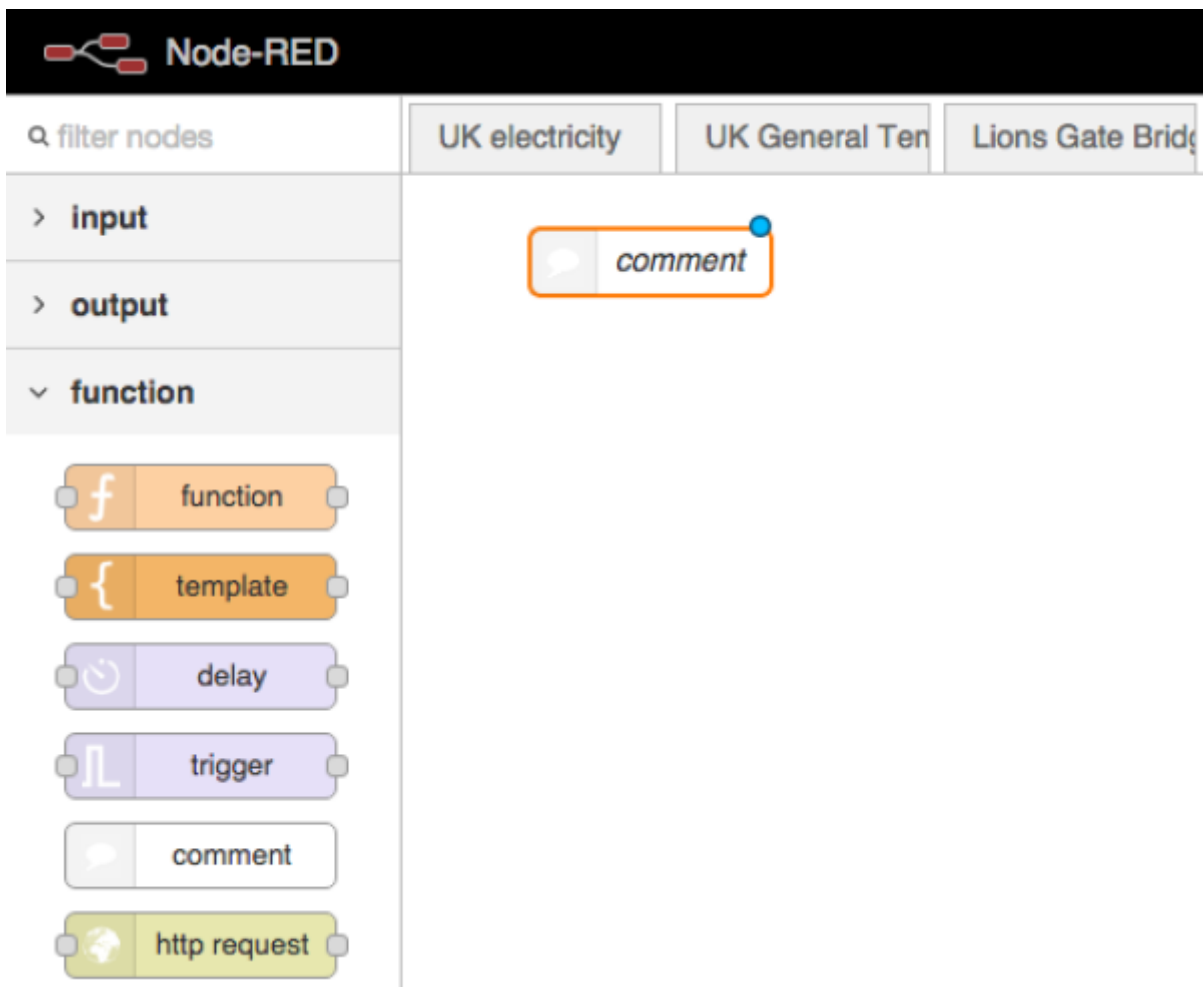 Node-RED
filter nodes
UK electricity
UK General Ten
Lions Gate Bridg
input
output
function
function
template
delay
trigger
comment
http request
comment